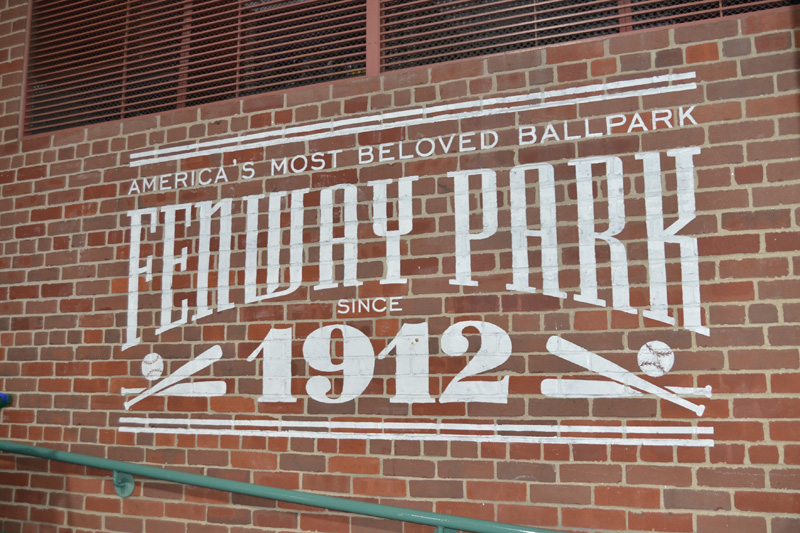 AMERICA'S MOST BELOVED BALLPARK
FENWAY PARK
SINCE
1912